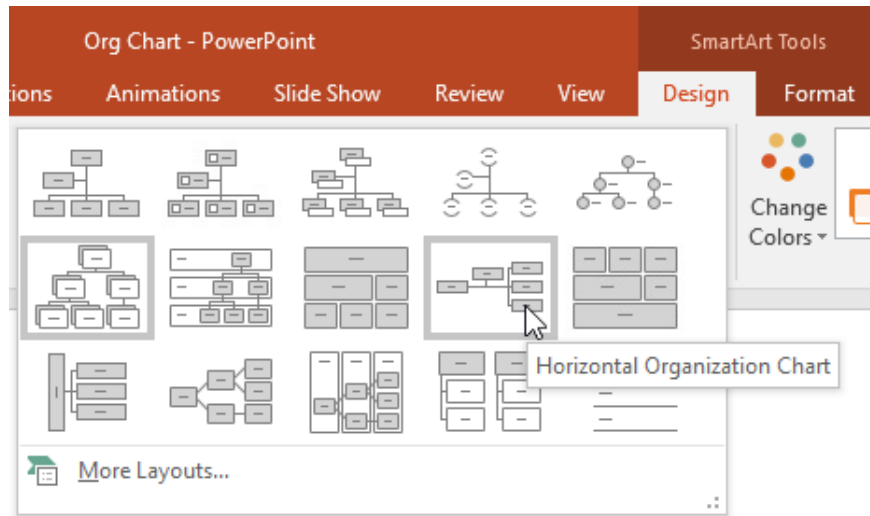 Org Chart - PowerPoint
SmartArt Tools
tions Animations Slide Show Review View Design Format
Change
Colors
Horizontal Organization Chart
More Layouts...